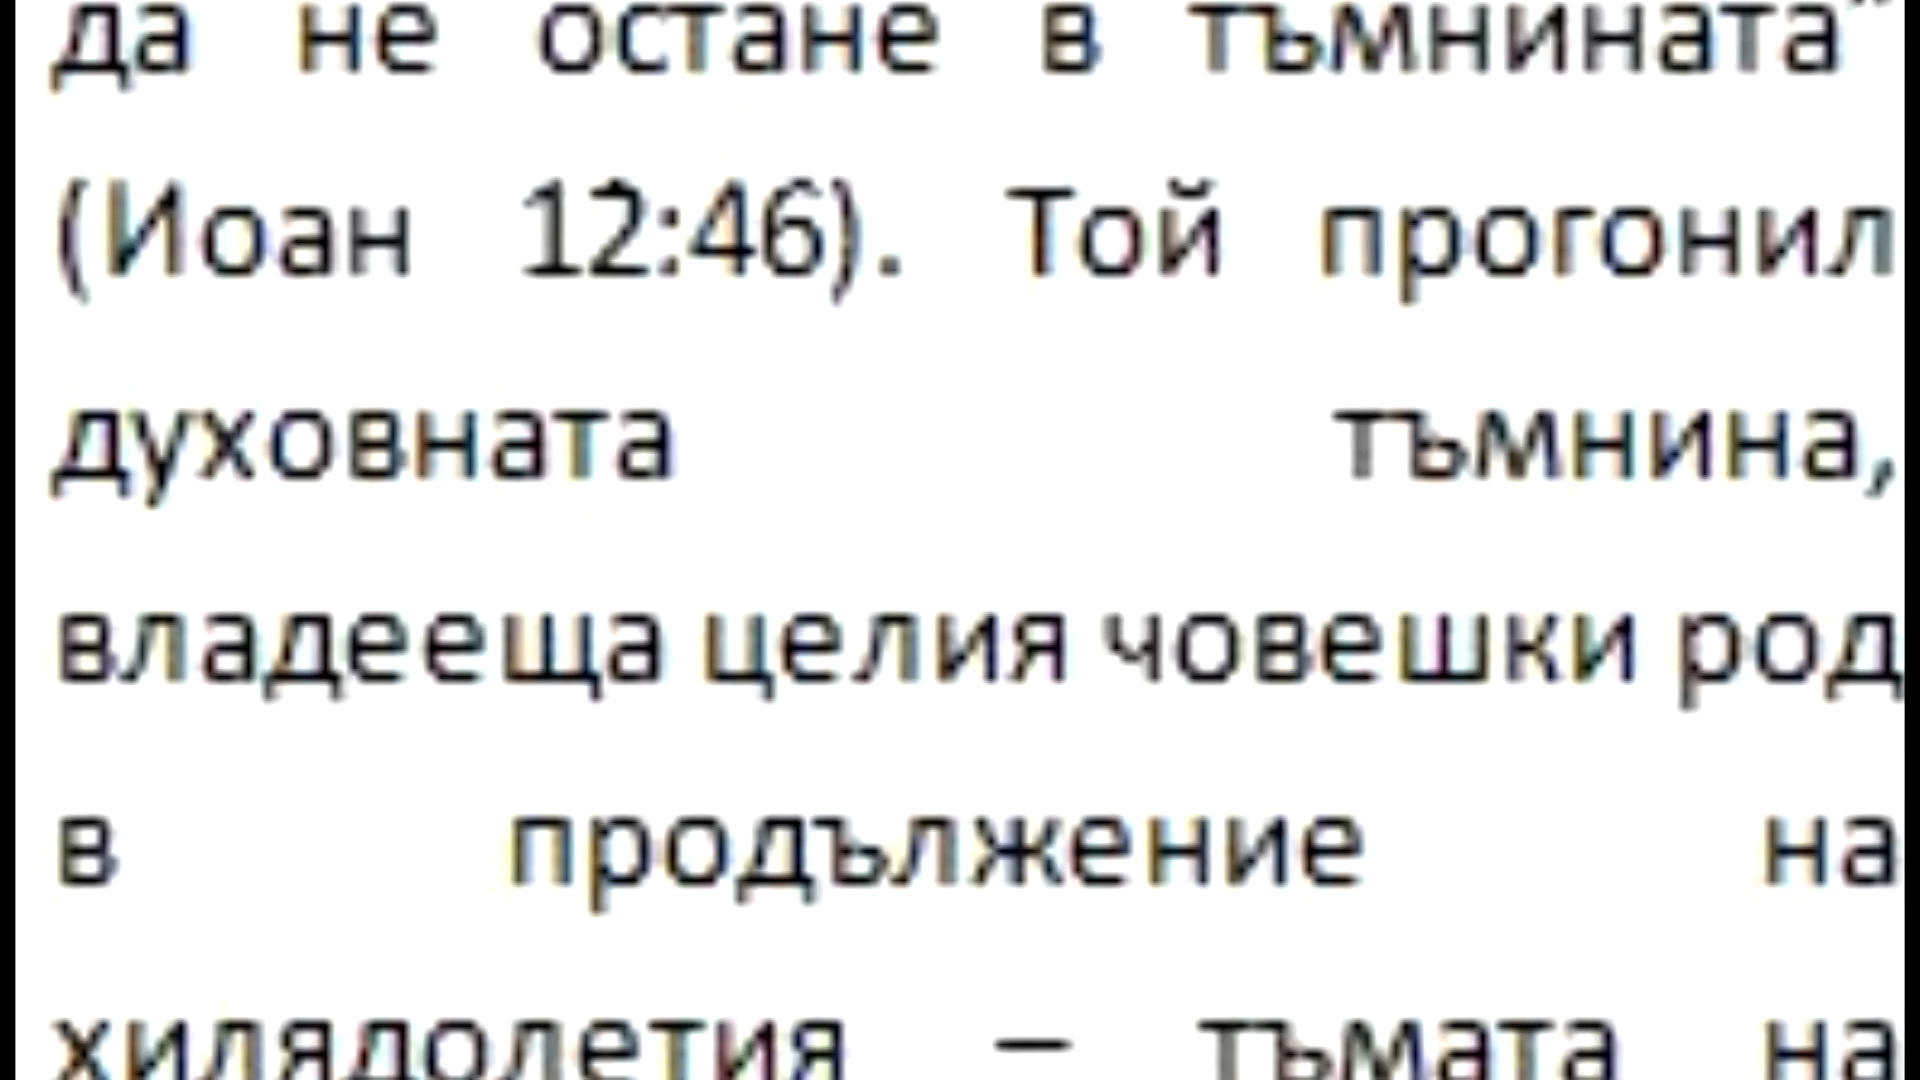 да не остане в тъмнината“
(Иоан 12:46). Той прогонил
духовната тъмнина,
владееща целия човешки род
в продължение на
хилядолетия – тъмата на